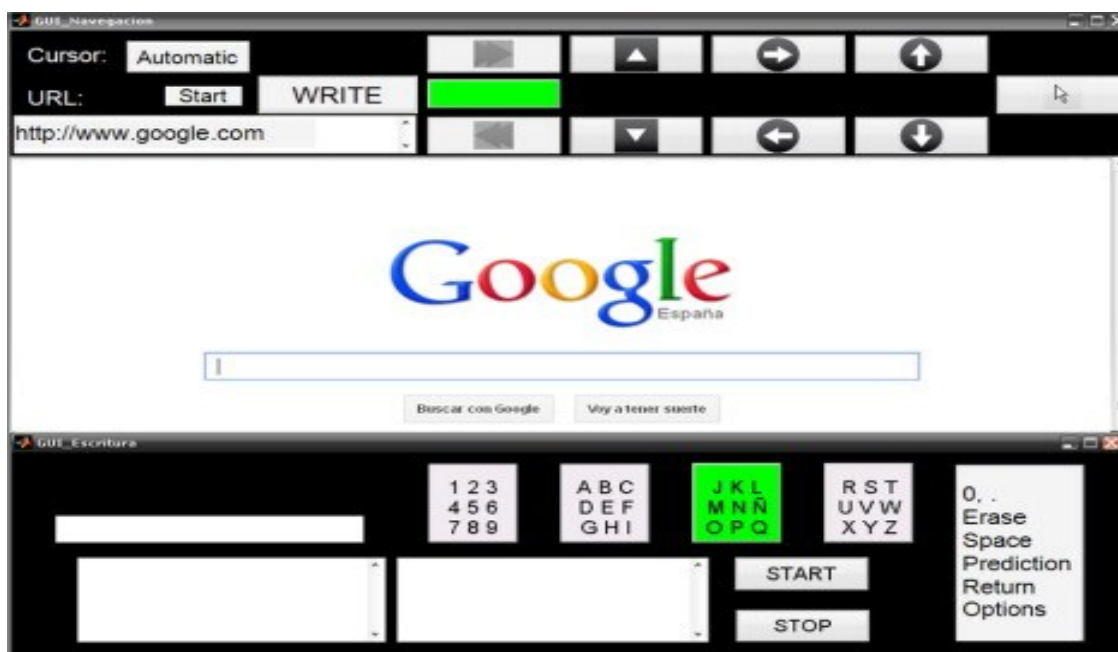 GUI_Navegacion
Cursor: Automatic
URL: Start WRITE
http://www.google.com
Google
España
Buscar con Google Voy a tener suerte
GUI_Escritura
1 2 3
4 5 6
7 8 9
A B C
D E F
G H I
J K L
M N Ñ
O P Q
R S T
U V W
X Y Z
0, .
Erase
Space
Prediction
Return
Options
START
STOP